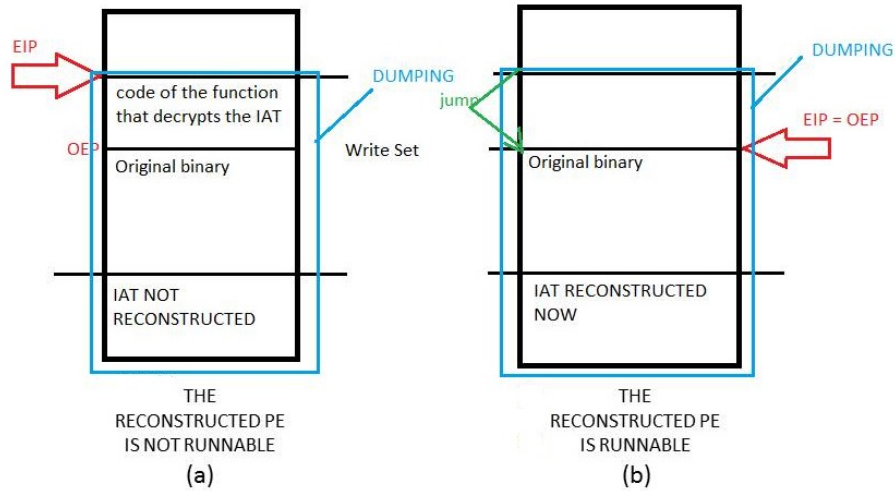 EIP
DUMPING
code of the function
that decrypts the IAT
OEP
Original binary
Write Set
IAT NOT
RECONSTRUCTED
THE
RECONSTRUCTED PE
IS NOT RUNNABLE
(a)
DUMPING
jump
EIP = OEP
Original binary
IAT RECONSTRUCTED
NOW
THE
RECONSTRUCTED PE
IS RUNNABLE
(b)